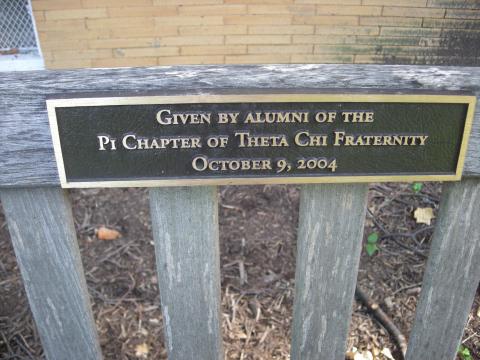 GIVEN BY ALUMNI OF THE
PI CHAPTER OF THETA CHI FRATERNITY
OCTOBER 9, 2004